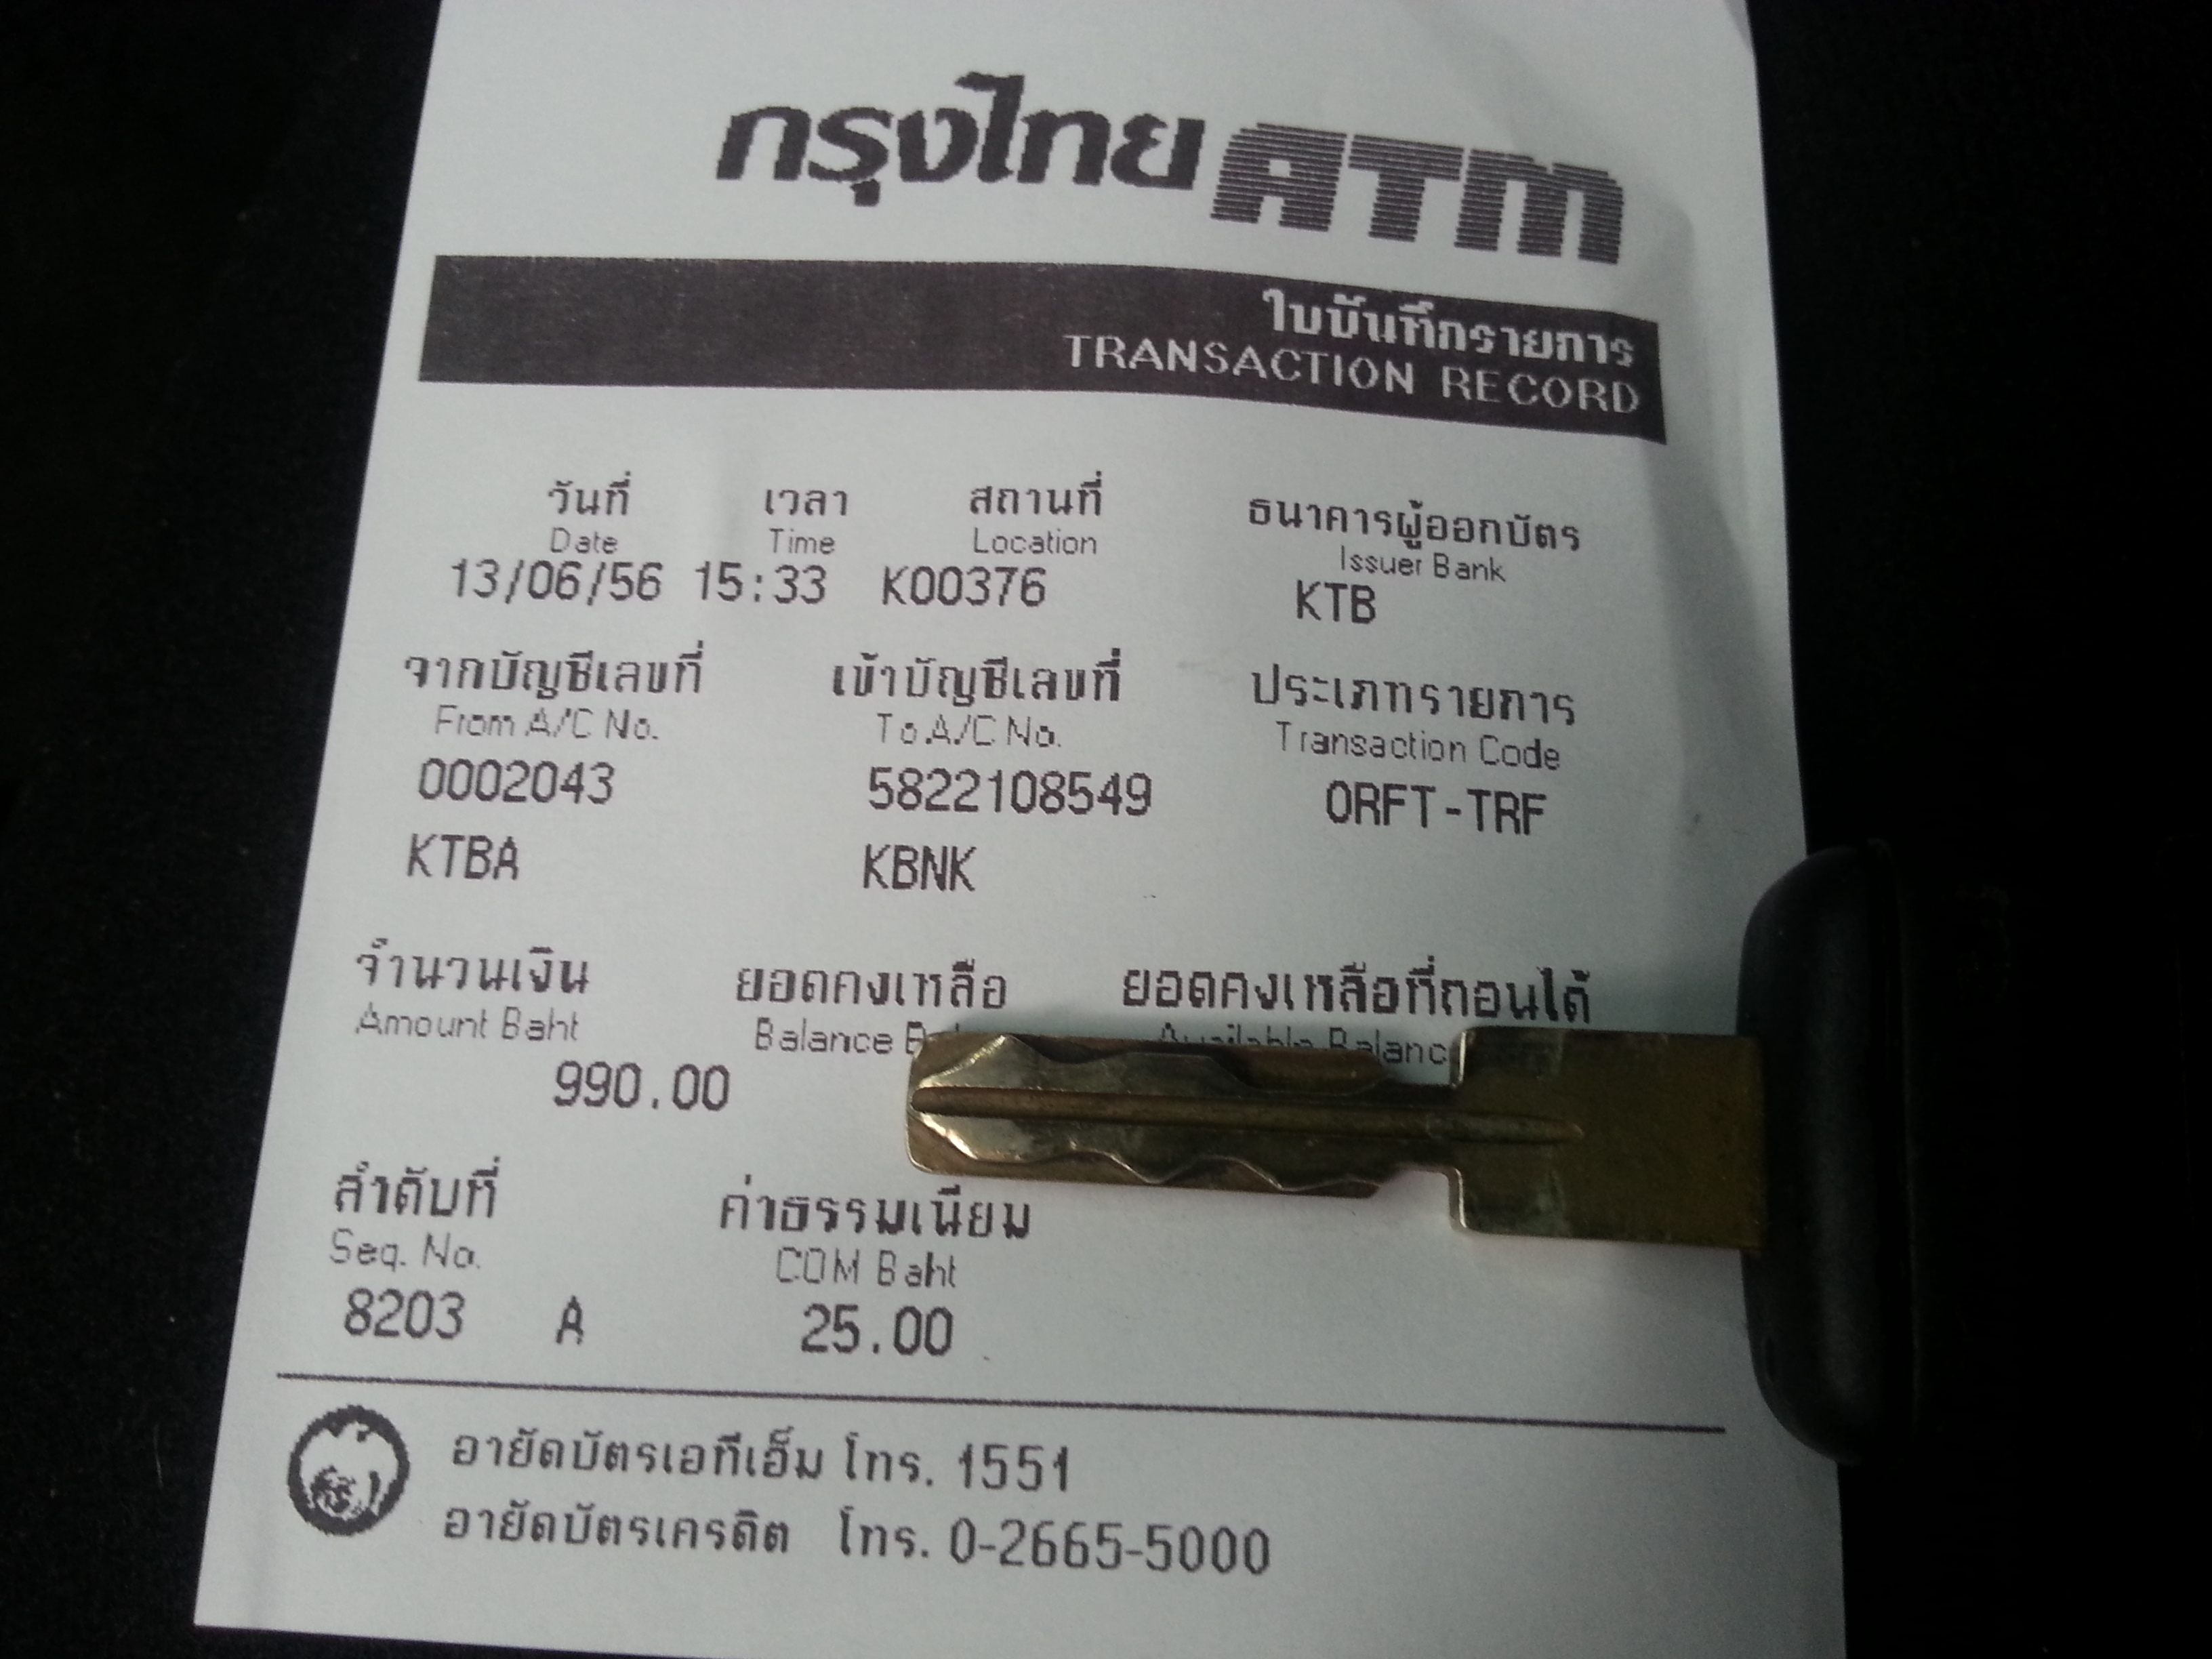 กรุงไทย ATM
ใบบันทึกรายการ
TRANSACTION RECORD
วันที่ เวลา สถานที่ ธนาคารผู้ออกบัตร
Date Time Location Issuer Bank
13/06/56 15:33 K00376 KTB
จากบัญชีเลขที่ เข้าบัญชีเลขที่ ประเภทรายการ
From A/C No. To A/C No. Transaction Code
0002043 5822108549 ORFT-TRF
KTBA KBNK
จำนวนเงิน ยอดคงเหลือ ยอดคงเหลือที่ถอนได้
Amount Baht Balance Available Balanc
990.00
ลำดับที่ ค่าธรรมเนียม
Seq. No. COM Baht
8203 A 25.00
อายัดบัตรเอทีเอ็ม โทร. 1551
อายัดบัตรเครดิต โทร. 0-2665-5000